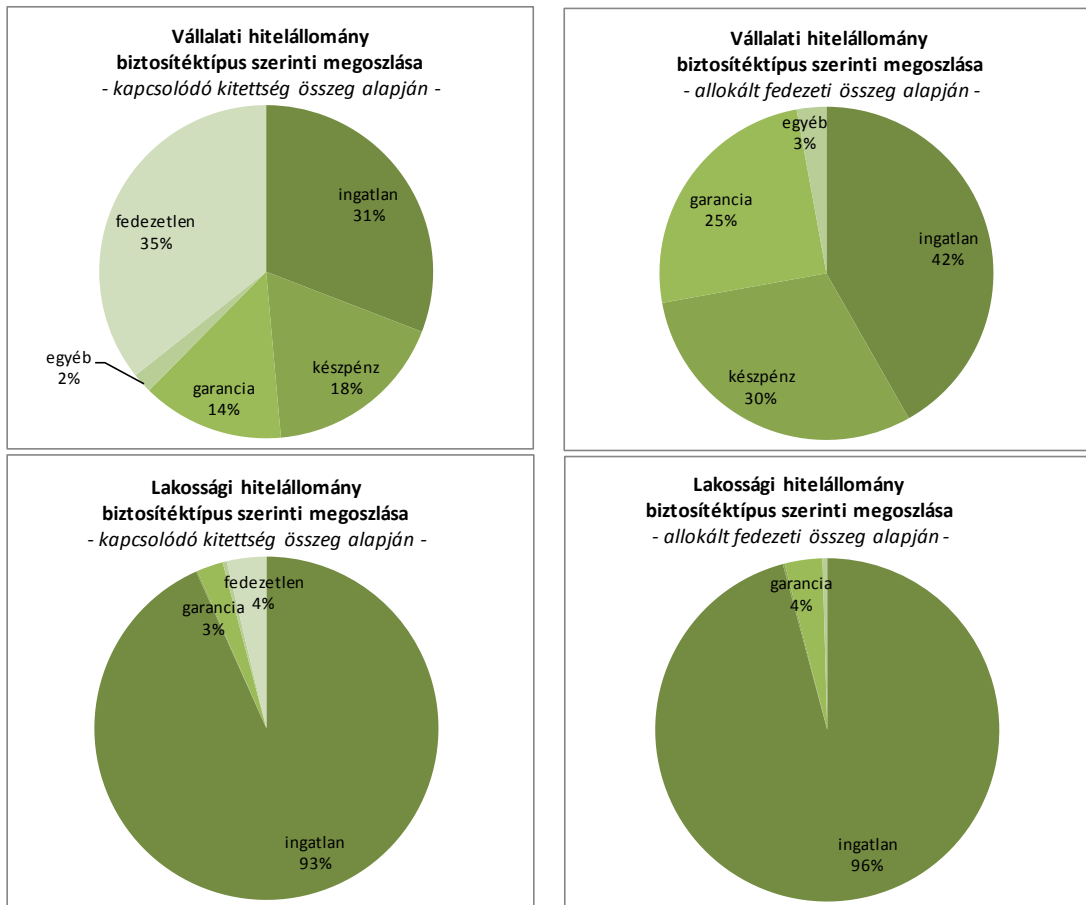 Vállalati hitelállomány
biztosítéktípus szerinti megoszlása
- kapcsolódó kitettség összeg alapján -
ingatlan
31%
készpénz
18%
garancia
14%
egyéb
2%
fedezetlen
35%
Vállalati hitelállomány
biztosítéktípus szerinti megoszlása
- allokált fedezeti összeg alapján -
ingatlan
42%
készpénz
30%
garancia
25%
egyéb
3%
Lakossági hitelállomány
biztosítéktípus szerinti megoszlása
- kapcsolódó kitettség összeg alapján -
fedezetlen
4%
garancia
3%
ingatlan
93%
Lakossági hitelállomány
biztosítéktípus szerinti megoszlása
- allokált fedezeti összeg alapján -
garancia
4%
ingatlan
96%